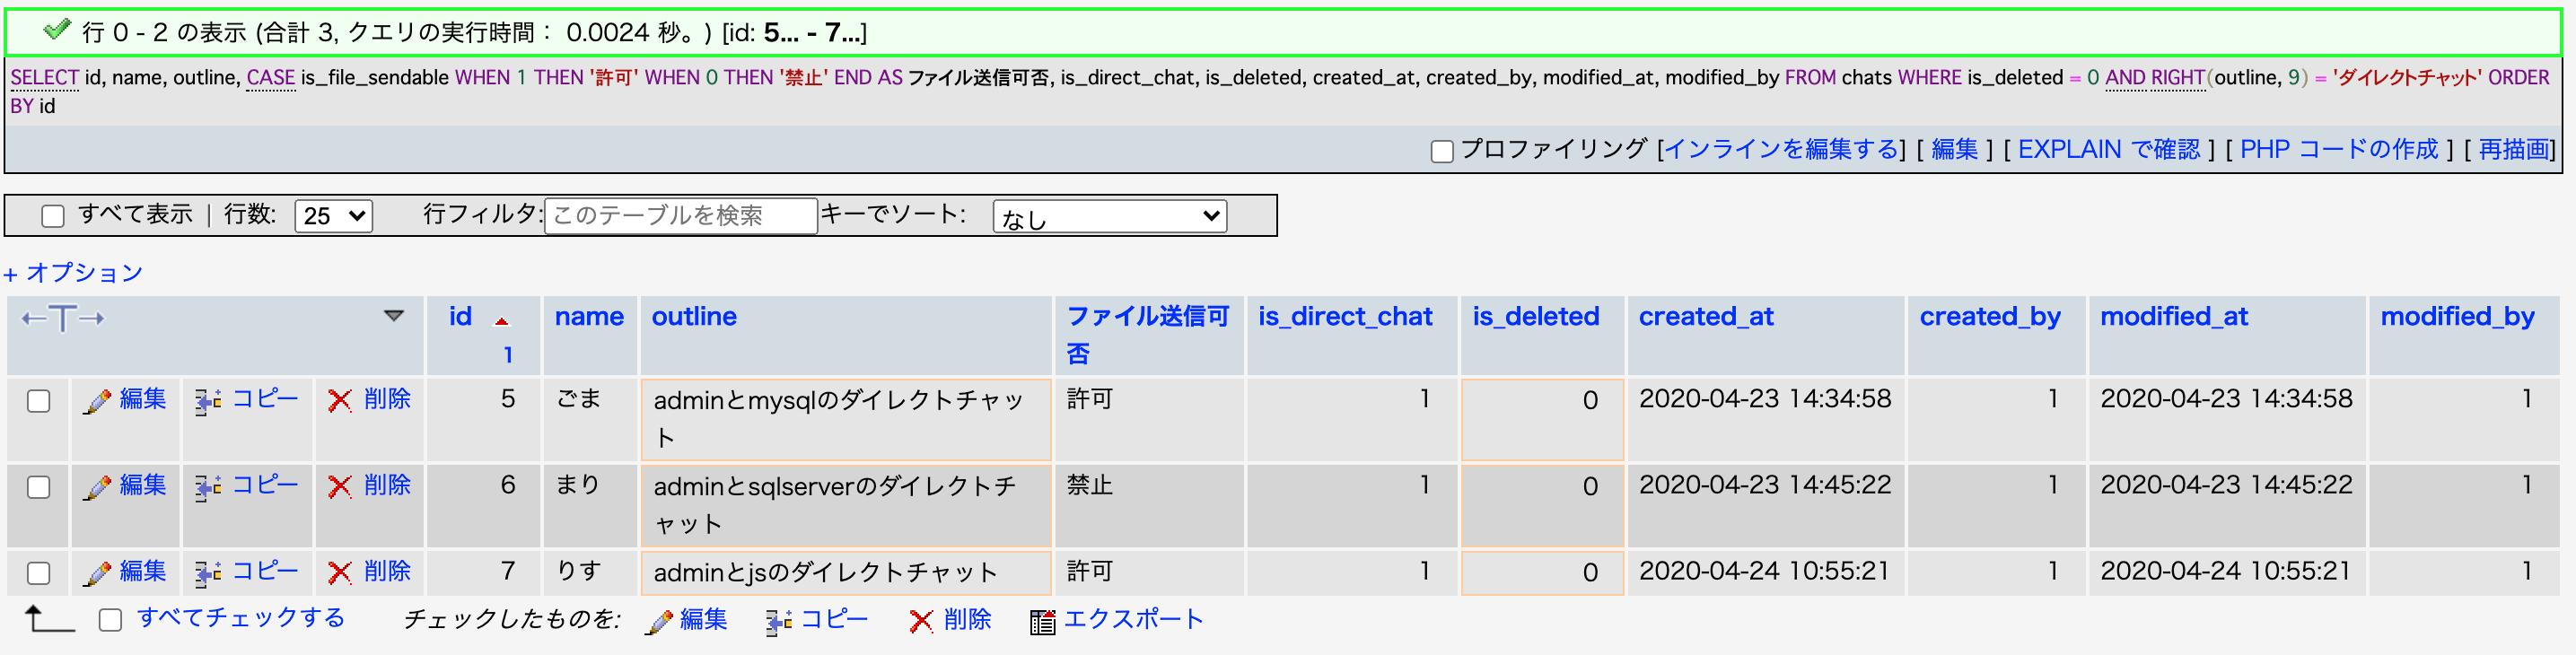 行 0 - 2 の表示 (合計 3, クエリの実行時間： 0.0024 秒。) [id: 5... - 7...]
SELECT id, name, outline, CASE is_file_sendable WHEN 1 THEN '許可' WHEN 0 THEN '禁止' END AS ファイル送信可否, is_direct_chat, is_deleted, created_at, created_by, modified_at, modified_by FROM chats WHERE is_deleted = 0 AND RIGHT(outline, 9) = 'ダイレクトチャット' ORDER
BY id
プロファイリング [インラインを編集する] [ 編集 ] [ EXPLAIN で確認 ] [ PHP コードの作成 ] [ 再描画]
すべて表示 | 行数: 25 行フィルタ: このテーブルを検索 キーでソート: なし
+ オプション
←T→ id 1 name outline ファイル送信可否 is_direct_chat is_deleted created_at created_by modified_at modified_by
編集 コピー 削除 5 ごま adminとmysqlのダイレクトチャット 許可 1 0 2020-04-23 14:34:58 1 2020-04-23 14:34:58 1
編集 コピー 削除 6 まり adminとsqlserverのダイレクトチャット 禁止 1 0 2020-04-23 14:45:22 1 2020-04-23 14:45:22 1
編集 コピー 削除 7 りす adminとjsのダイレクトチャット 許可 1 0 2020-04-24 10:55:21 1 2020-04-24 10:55:21 1
すべてチェックする チェックしたものを: 編集 コピー 削除 エクスポート